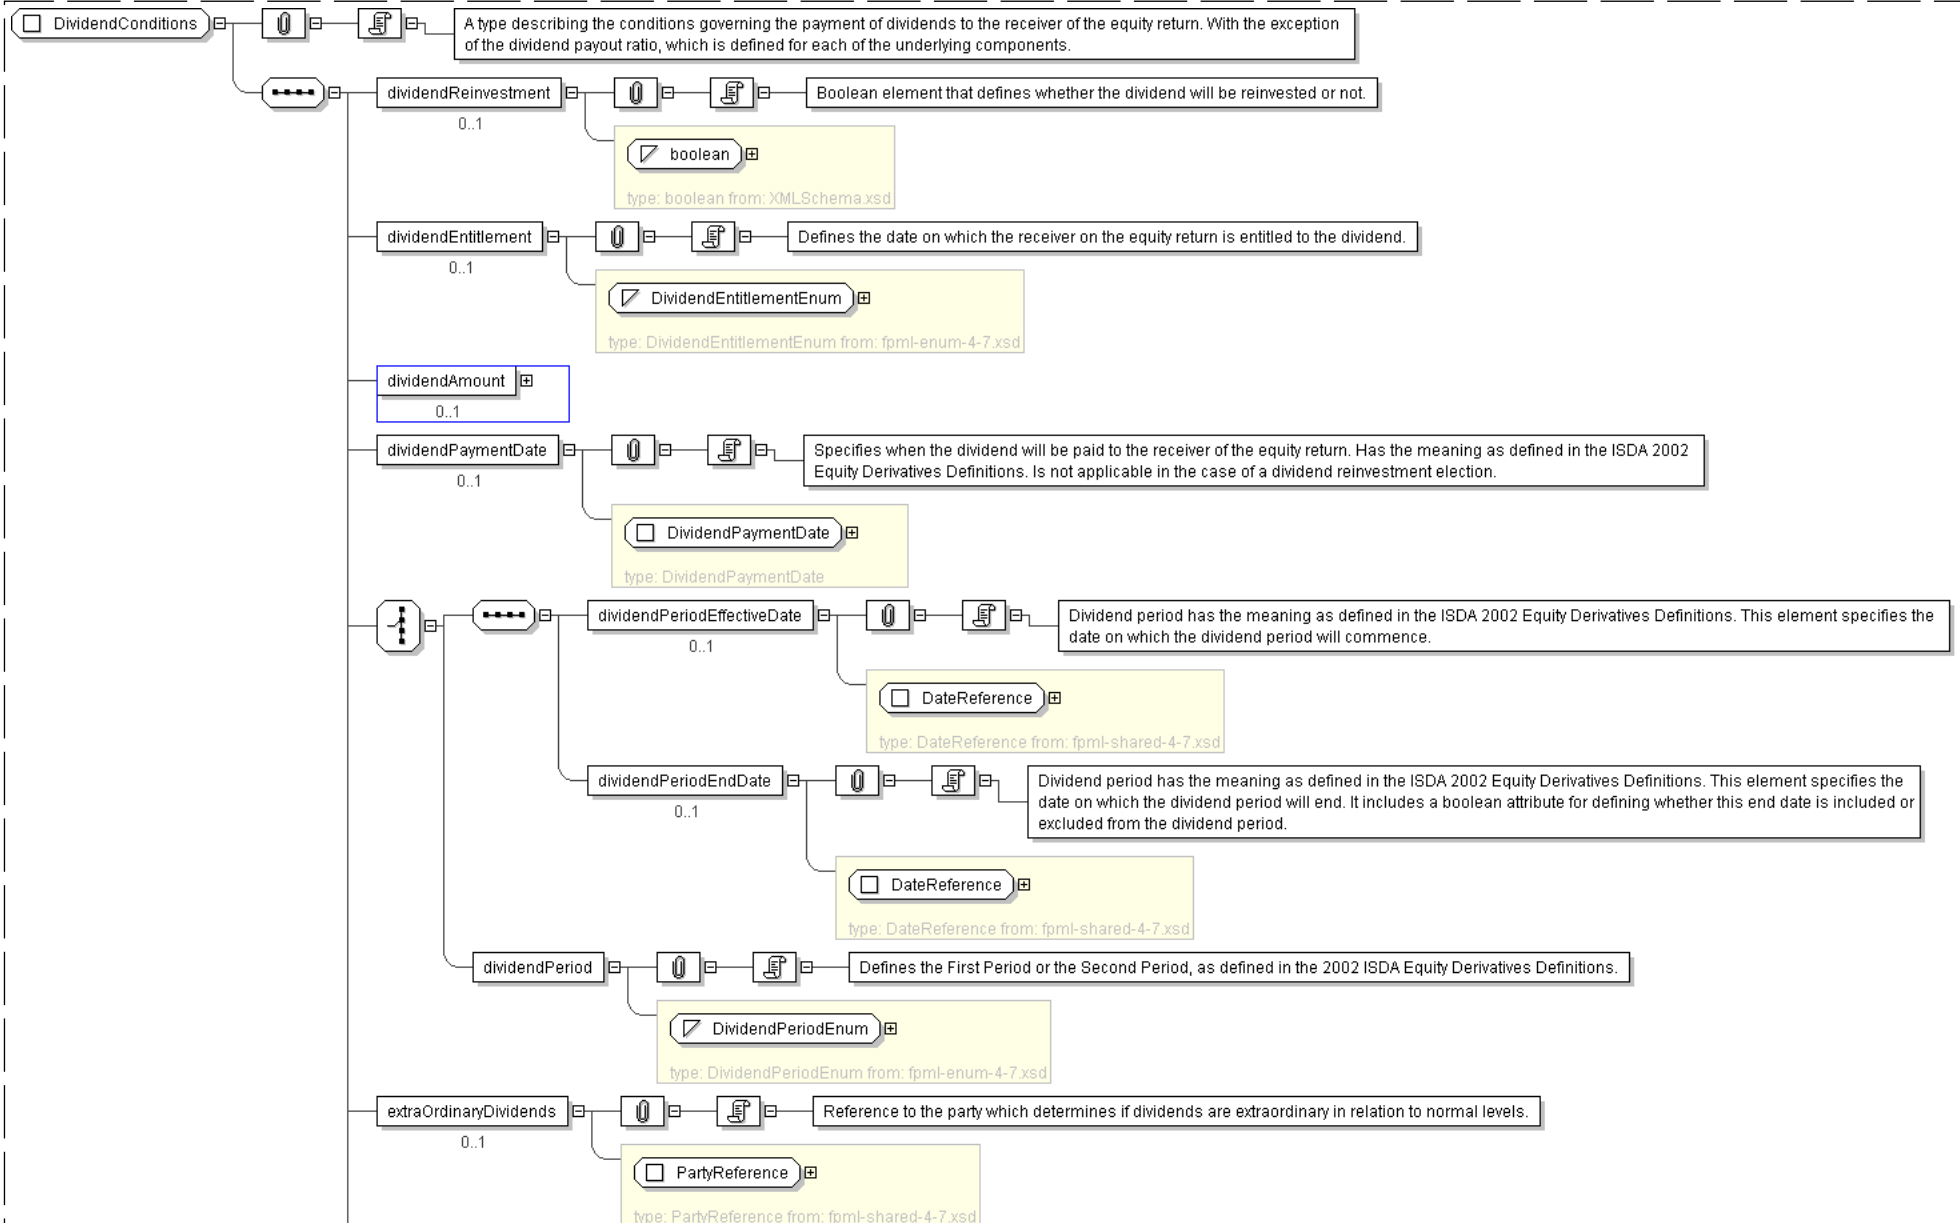 DividendConditions
A type describing the conditions governing the payment of dividends to the receiver of the equity return. With the exception
of the dividend payout ratio, which is defined for each of the underlying components.
dividendReinvestment
Boolean element that defines whether the dividend will be reinvested or not.
0..1
boolean
type: boolean from: XMLSchema.xsd
dividendEntitlement
Defines the date on which the receiver on the equity return is entitled to the dividend.
0..1
DividendEntitlementEnum
type: DividendEntitlementEnum from: fpml-enum-4-7.xsd
dividendAmount
0..1
dividendPaymentDate
Specifies when the dividend will be paid to the receiver of the equity return. Has the meaning as defined in the ISDA 2002
Equity Derivatives Definitions. Is not applicable in the case of a dividend reinvestment election.
0..1
DividendPaymentDate
type: DividendPaymentDate
dividendPeriodEffectiveDate
Dividend period has the meaning as defined in the ISDA 2002 Equity Derivatives Definitions. This element specifies the
date on which the dividend period will commence.
0..1
DateReference
type: DateReference from: fpml-shared-4-7.xsd
dividendPeriodEndDate
Dividend period has the meaning as defined in the ISDA 2002 Equity Derivatives Definitions. This element specifies the
date on which the dividend period will end. It includes a boolean attribute for defining whether this end date is included or
excluded from the dividend period.
0..1
DateReference
type: DateReference from: fpml-shared-4-7.xsd
dividendPeriod
Defines the First Period or the Second Period, as defined in the 2002 ISDA Equity Derivatives Definitions.
DividendPeriodEnum
type: DividendPeriodEnum from: fpml-enum-4-7.xsd
extraOrdinaryDividends
Reference to the party which determines if dividends are extraordinary in relation to normal levels.
0..1
PartyReference
type: PartyReference from: fpml-shared-4-7.xsd